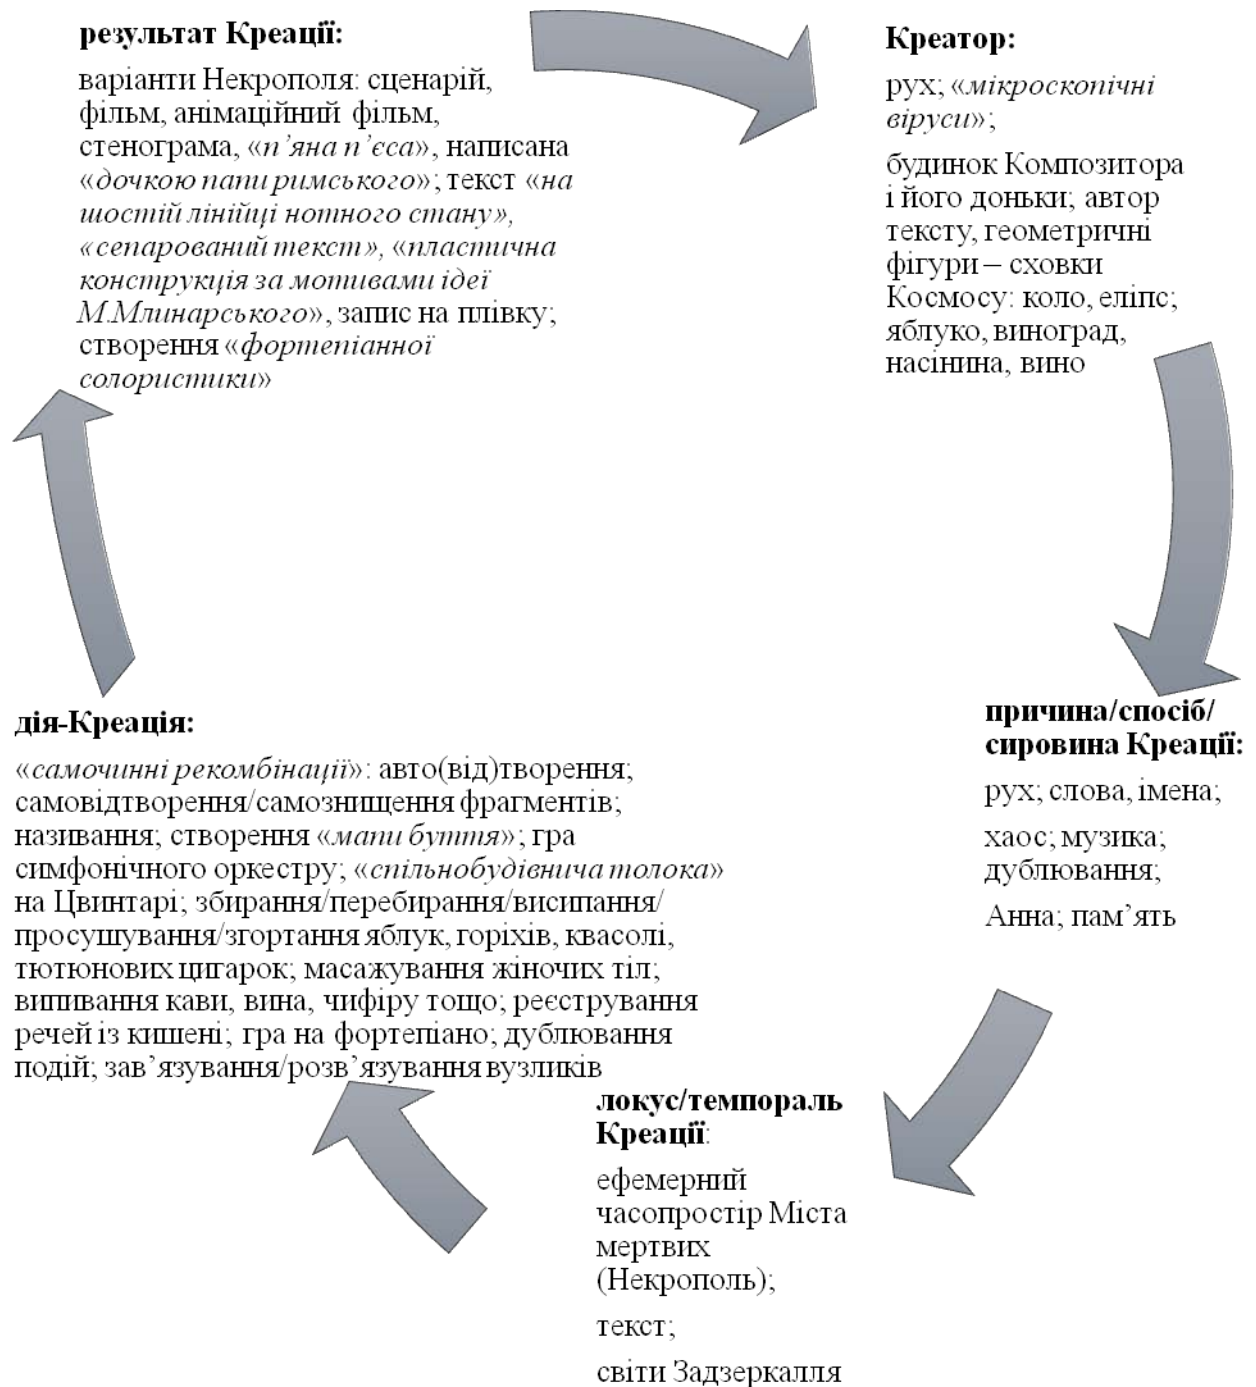 результат Креації:
варіанти Некрополя: сценарій,
фільм, анімаційний фільм,
стенограма, «п’яна п’єса», написана
«дочкою папи римського»; текст «на
шостій лінійці нотного стану»,
«сепарований текст», «пластична
конструкція за мотивами ідеї
М.Млинарського», запис на плівку;
створення «фортепіанної
солористики»
Креатор:
рух; «мікроскопічні
віруси»;
будинок Композитора
і його доньки; автор
тексту, геометричні
фігури – сховки
Космосу: коло, еліпс;
яблуко, виноград,
насінина, вино
причина/спосіб/
сировина Креації:
рух; слова, імена;
хаос; музика;
дублювання;
Анна; пам’ять
локус/темпораль
Креації:
ефемерний
часопростір Міста
мертвих
(Некрополь);
текст;
світи Задзеркалля
дія-Креація:
«самочинні рекомбінації»: авто(від)творення;
самовідтворення/самознищення фрагментів;
називання; створення «мапи буття»; гра
симфонічного оркестру; «спільнобудівнича толока»
на Цвинтарі; збирання/перебирання/висипання/
просушування/згортання яблук, горіхів, квасолі,
тютюнових цигарок; масажування жіночих тіл;
випивання кави, вина, чифіру тощо; реєстрування
речей із кишені; гра на фортепіано; дублювання
подій; зав’язування/розв’язування вузликів